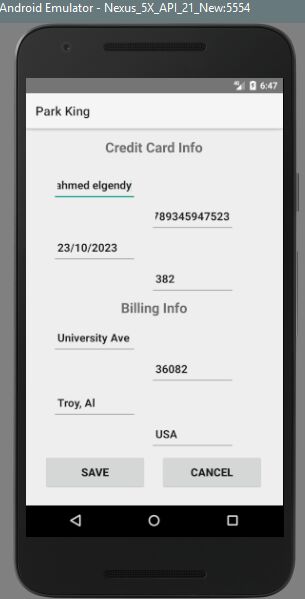 Android Emulator - Nexus_5X_API_21_New:5554
6:47
Park King
Credit Card Info
ahmed elgendy
789345947523
23/10/2023
382
Billing Info
University Ave
36082
Troy, Al
USA
SAVE CANCEL